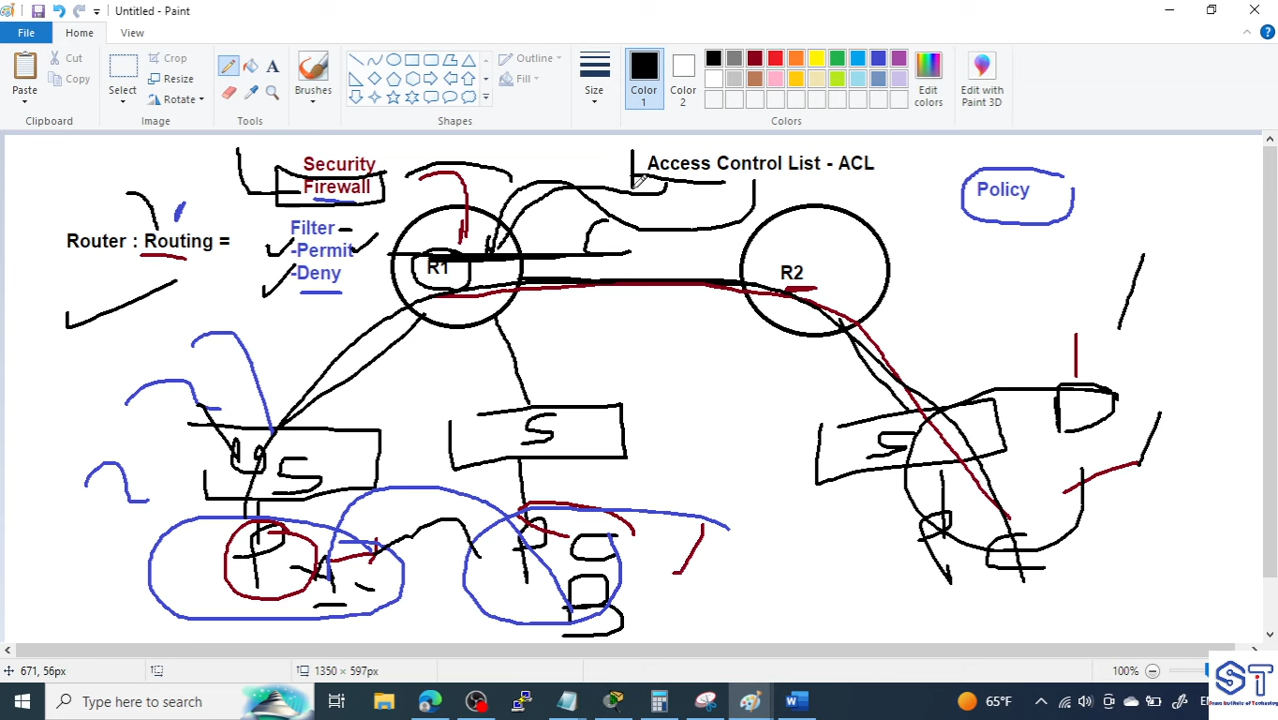 Untitled - Paint
File
Home
View
Paste
Cut
Copy
Clipboard
Select
Crop
Resize
Rotate
Image
Tools
Brushes
Shapes
Outline
Fill
Size
Color 1
Color 2
Colors
Edit colors
Edit with Paint 3D
Security
Firewall
Access Control List - ACL
Policy
Router : Routing =
Filter
-Permit
-Deny
R1
R2
S
S
S
671, 56px
1350 × 597px
100%
Type here to search
65°F